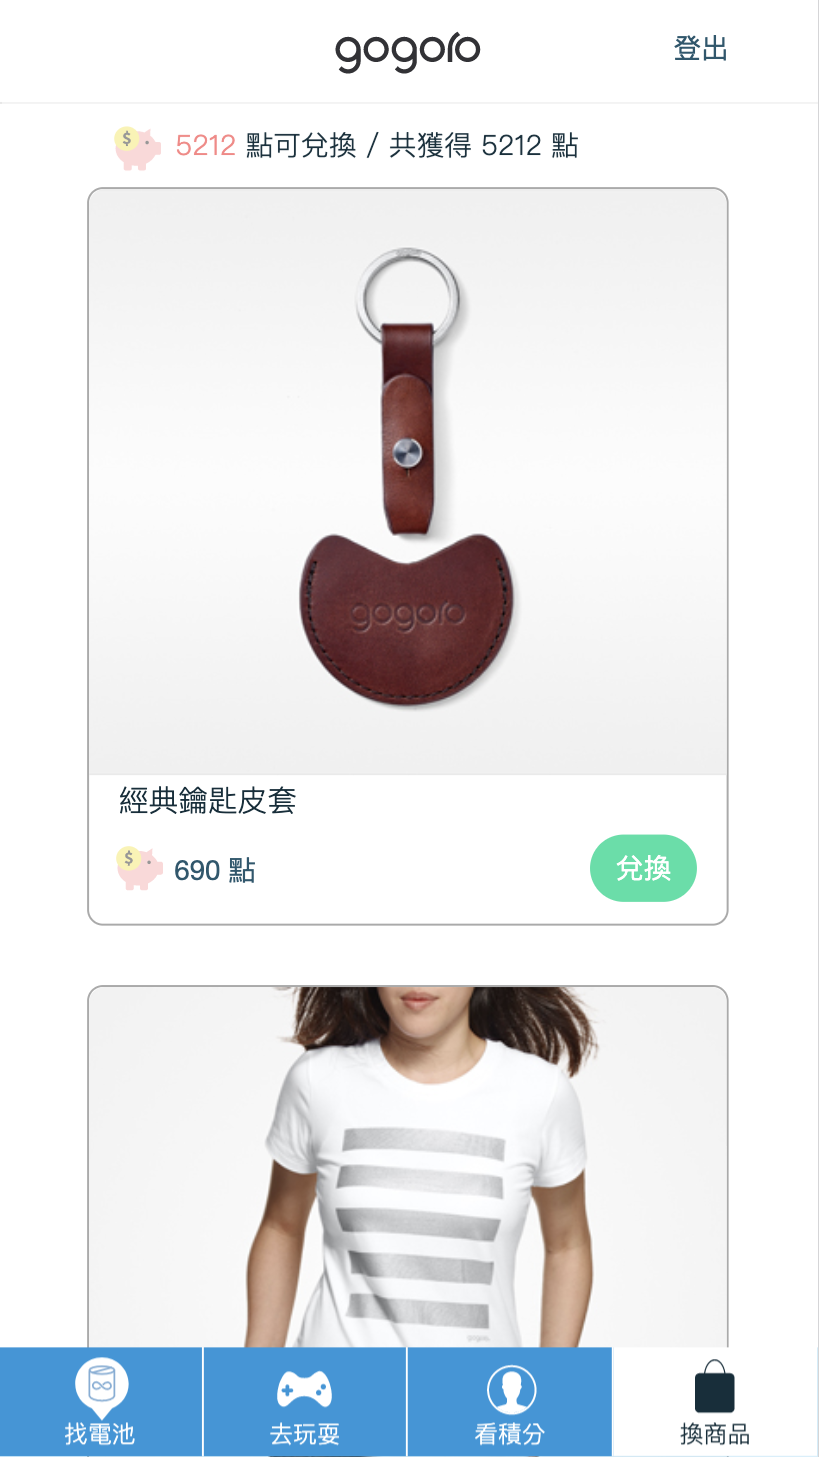 gogoro
登出
$ 5212 點可兌換 / 共獲得 5212 點
gogoro
經典鑰匙皮套
$ 690 點
兌換
gogoro
找電池
去玩耍
看積分
換商品